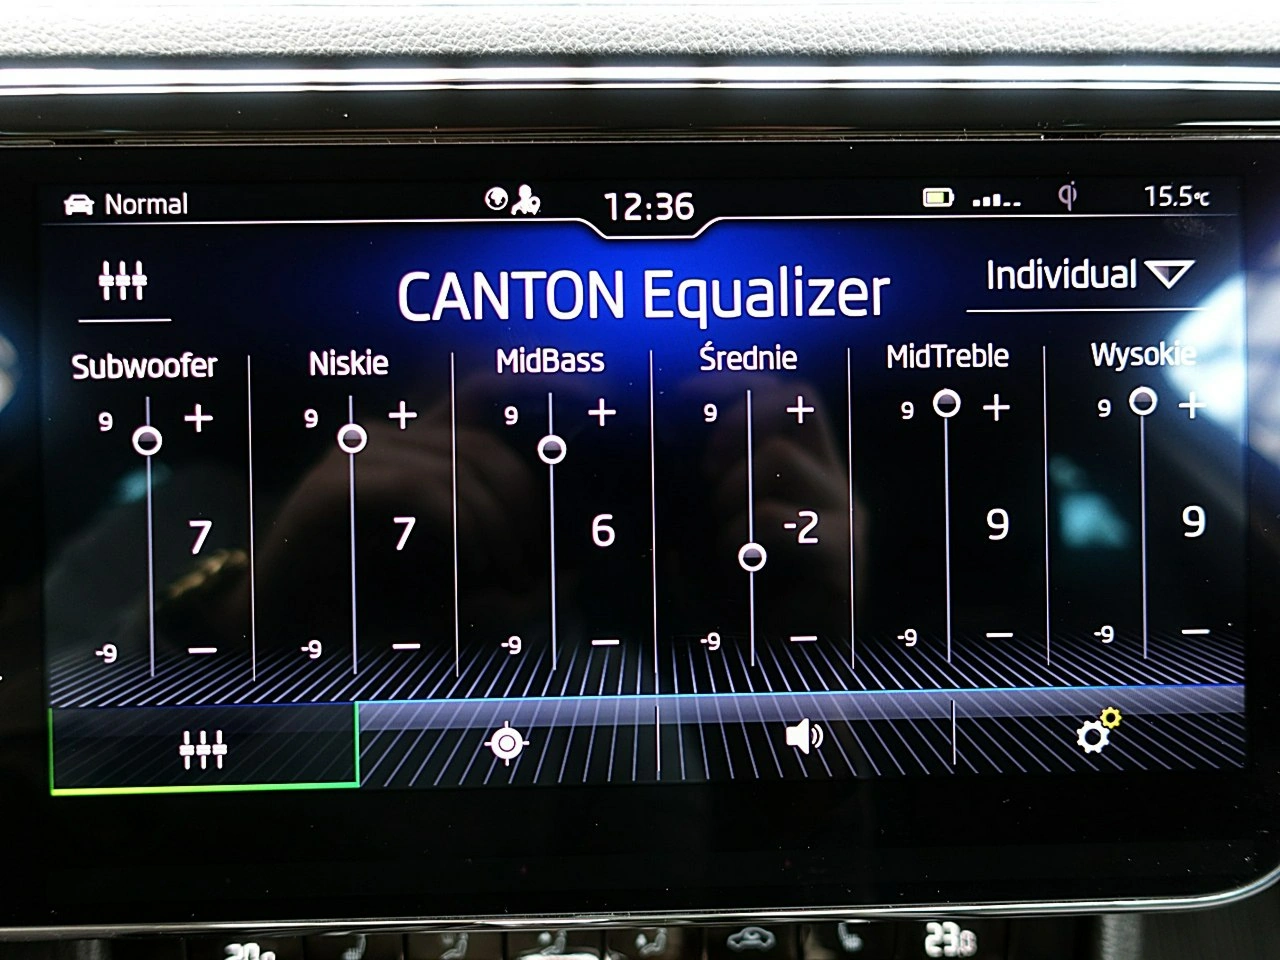 Normal 12:36 qi 15.5°C
CANTON Equalizer Individual
Subwoofer Niskie MidBass Średnie MidTreble Wysokie
9 + 9 + 9 + 9 + 9 + 9 +
7 7 6 -2 9 9
-9 − -9 − -9 − -9 − -9 − -9 −